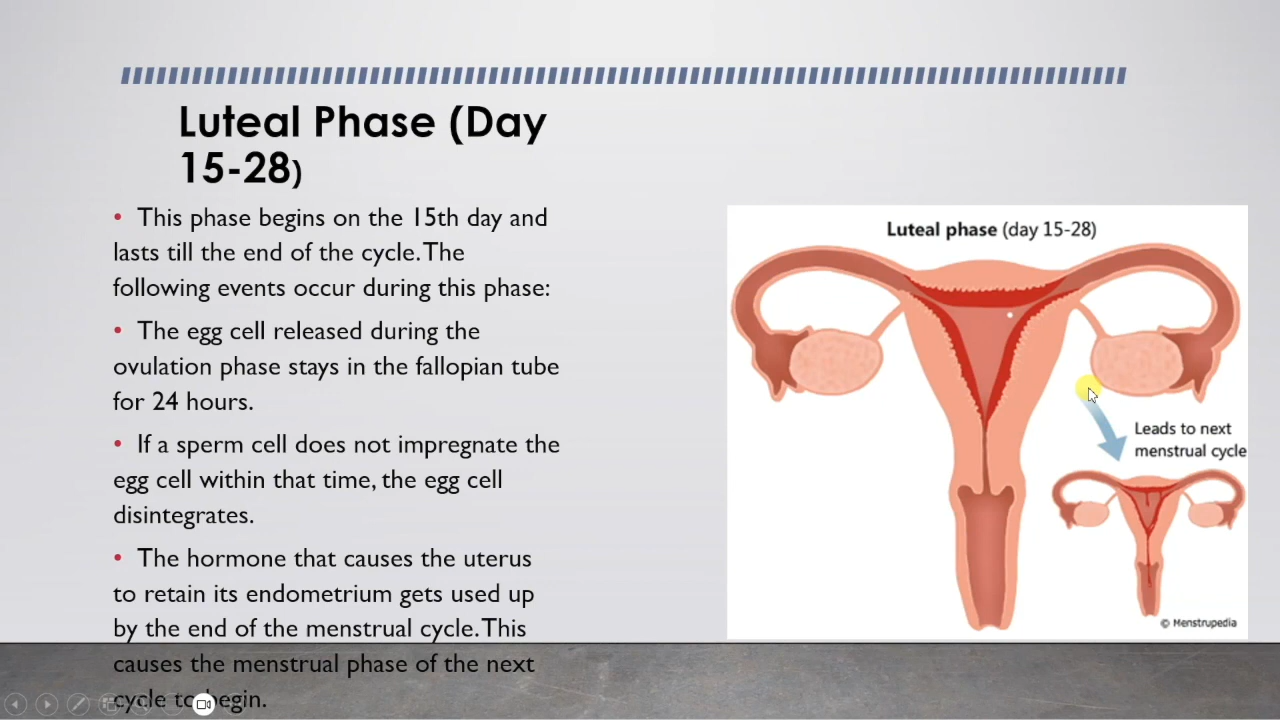 Luteal Phase (Day
15-28)
• This phase begins on the 15th day and
lasts till the end of the cycle. The
following events occur during this phase:
• The egg cell released during the
ovulation phase stays in the fallopian tube
for 24 hours.
• If a sperm cell does not impregnate the
egg cell within that time, the egg cell
disintegrates.
• The hormone that causes the uterus
to retain its endometrium gets used up
by the end of the menstrual cycle. This
causes the menstrual phase of the next
cycle to begin.
Luteal phase (day 15-28)
Leads to next
menstrual cycle
© Menstrupedia